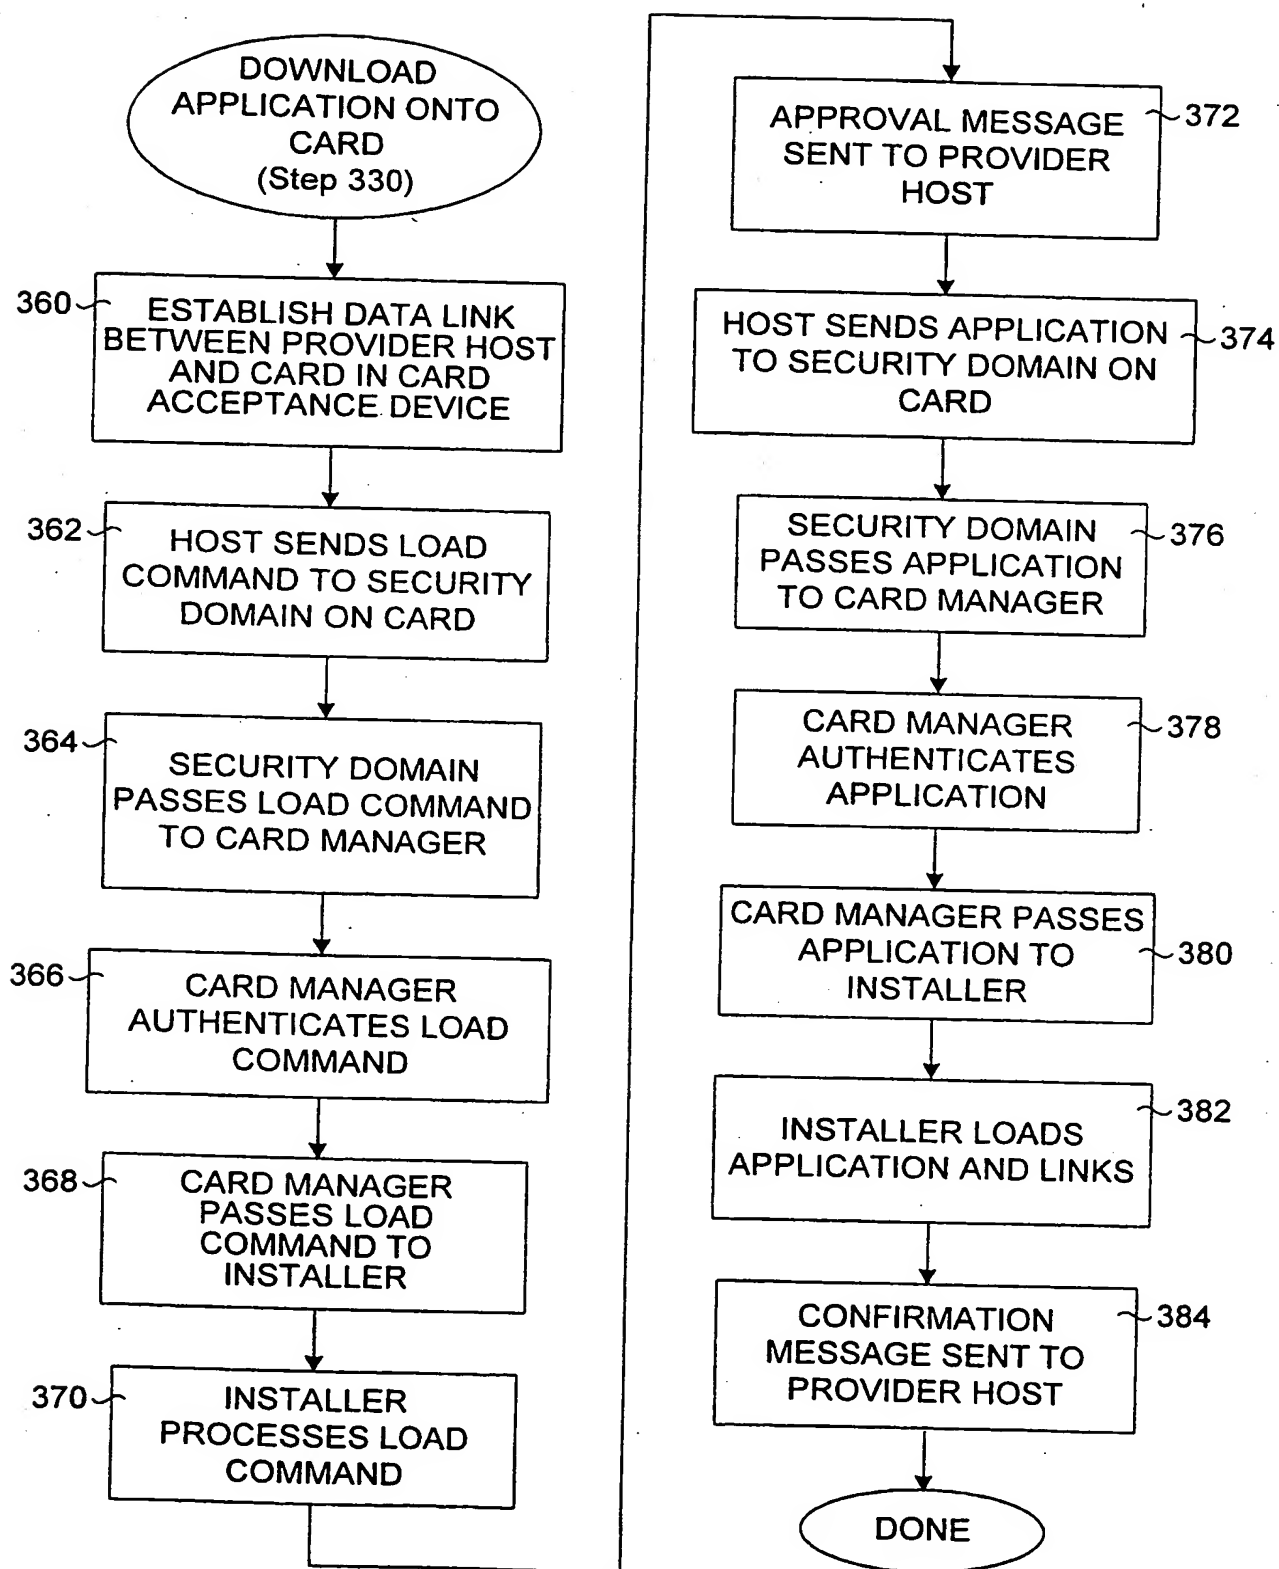 DOWNLOAD
APPLICATION ONTO
CARD
(Step 330)
360
ESTABLISH DATA LINK
BETWEEN PROVIDER HOST
AND CARD IN CARD
ACCEPTANCE DEVICE
362
HOST SENDS LOAD
COMMAND TO SECURITY
DOMAIN ON CARD
364
SECURITY DOMAIN
PASSES LOAD COMMAND
TO CARD MANAGER
366
CARD MANAGER
AUTHENTICATES LOAD
COMMAND
368
CARD MANAGER
PASSES LOAD
COMMAND TO
INSTALLER
370
INSTALLER
PROCESSES LOAD
COMMAND
372
APPROVAL MESSAGE
SENT TO PROVIDER
HOST
374
HOST SENDS APPLICATION
TO SECURITY DOMAIN ON
CARD
376
SECURITY DOMAIN
PASSES APPLICATION
TO CARD MANAGER
378
CARD MANAGER
AUTHENTICATES
APPLICATION
380
CARD MANAGER PASSES
APPLICATION TO
INSTALLER
382
INSTALLER LOADS
APPLICATION AND LINKS
384
CONFIRMATION
MESSAGE SENT TO
PROVIDER HOST
DONE